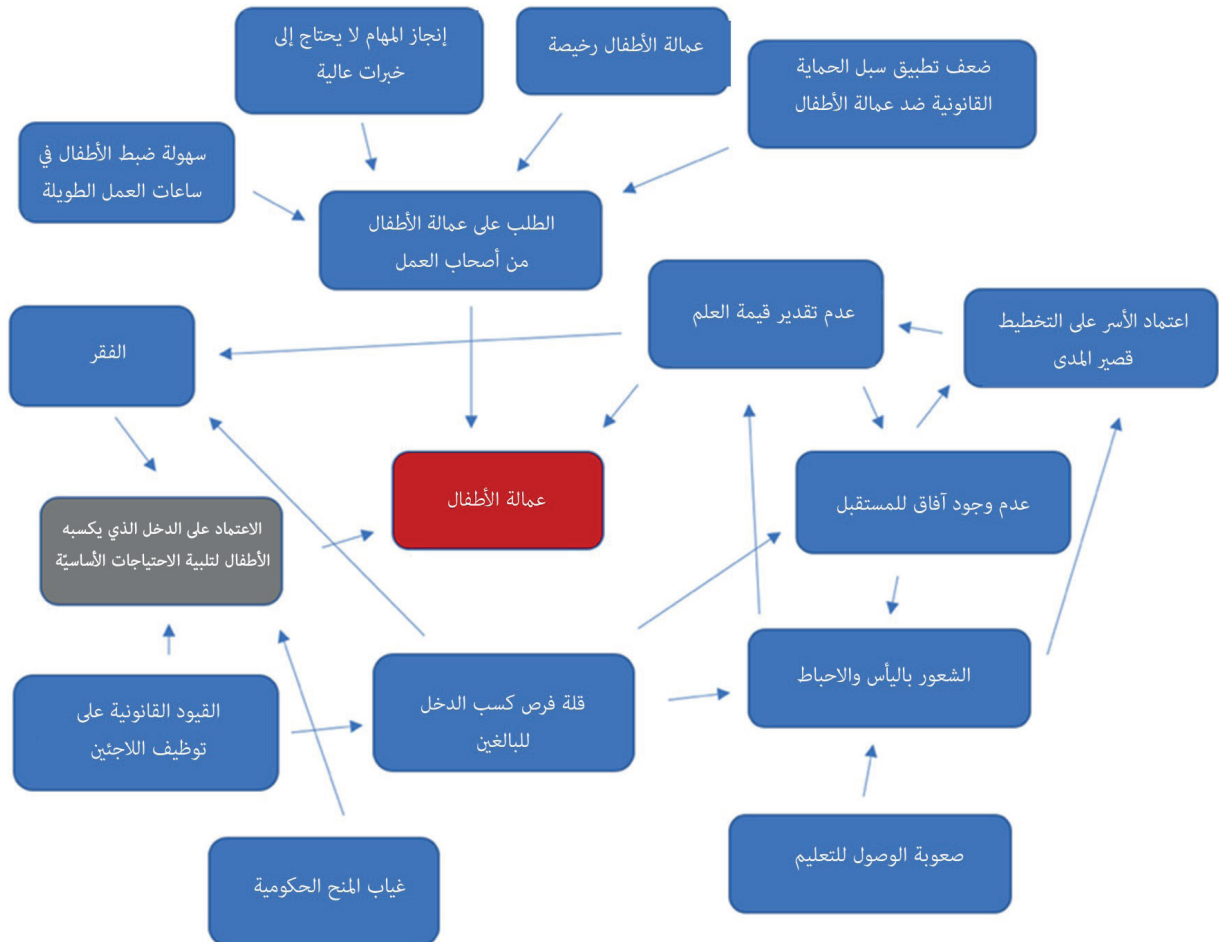 ضعف تطبيق سبل الحماية
القانونية ضد عمالة الأطفال
عمالة الأطفال رخيصة
إنجاز المهام لا يحتاج إلى
خبرات عالية
سهولة ضبط الأطفال في
ساعات العمل الطويلة
الطلب على عمالة الأطفال
من أصحاب العمل
اعتماد الأسر على التخطيط
قصير المدى
عدم تقدير قيمة العلم
الفقر
عدم وجود آفاق للمستقبل
عمالة الأطفال
الاعتماد على الدخل الذي يكسبه
الأطفال لتلبية الاحتياجات الأساسيّة
الشعور باليأس والاحباط
قلة فرص كسب الدخل
للبالغين
القيود القانونية على
توظيف اللاجئين
صعوبة الوصول للتعليم
غياب المنح الحكومية